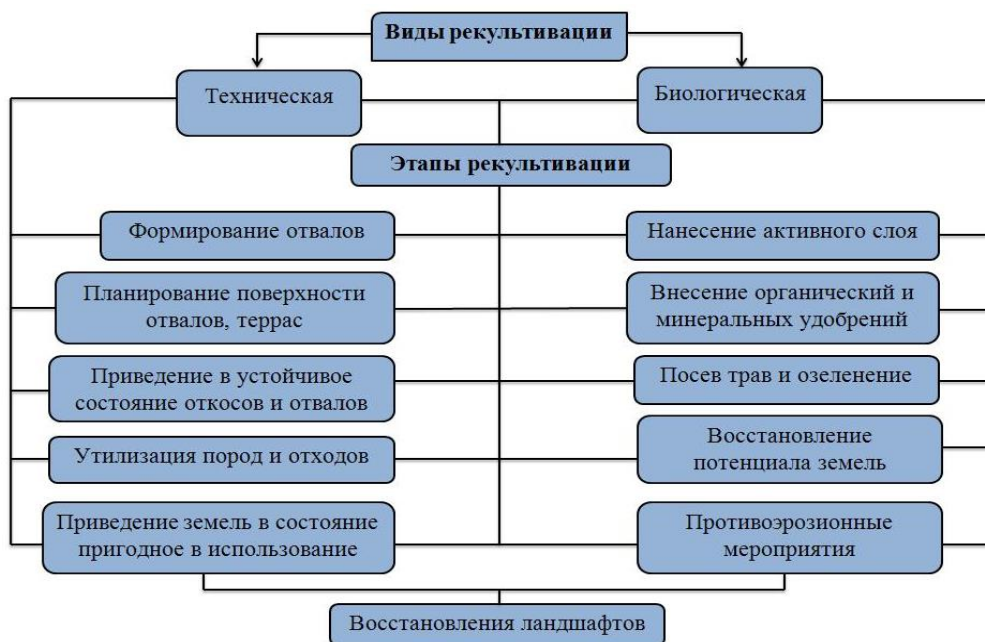 Виды рекультивации
Техническая
Биологическая
Этапы рекультивации
Формирование отвалов
Нанесение активного слоя
Планирование поверхности
отвалов, террас
Внесение органический и
минеральных удобрений
Приведение в устойчивое
состояние откосов и отвалов
Посев трав и озеленение
Утилизация пород и отходов
Восстановление
потенциала земель
Приведение земель в состояние
пригодное в использование
Противоэрозионные
мероприятия
Восстановления ландшафтов